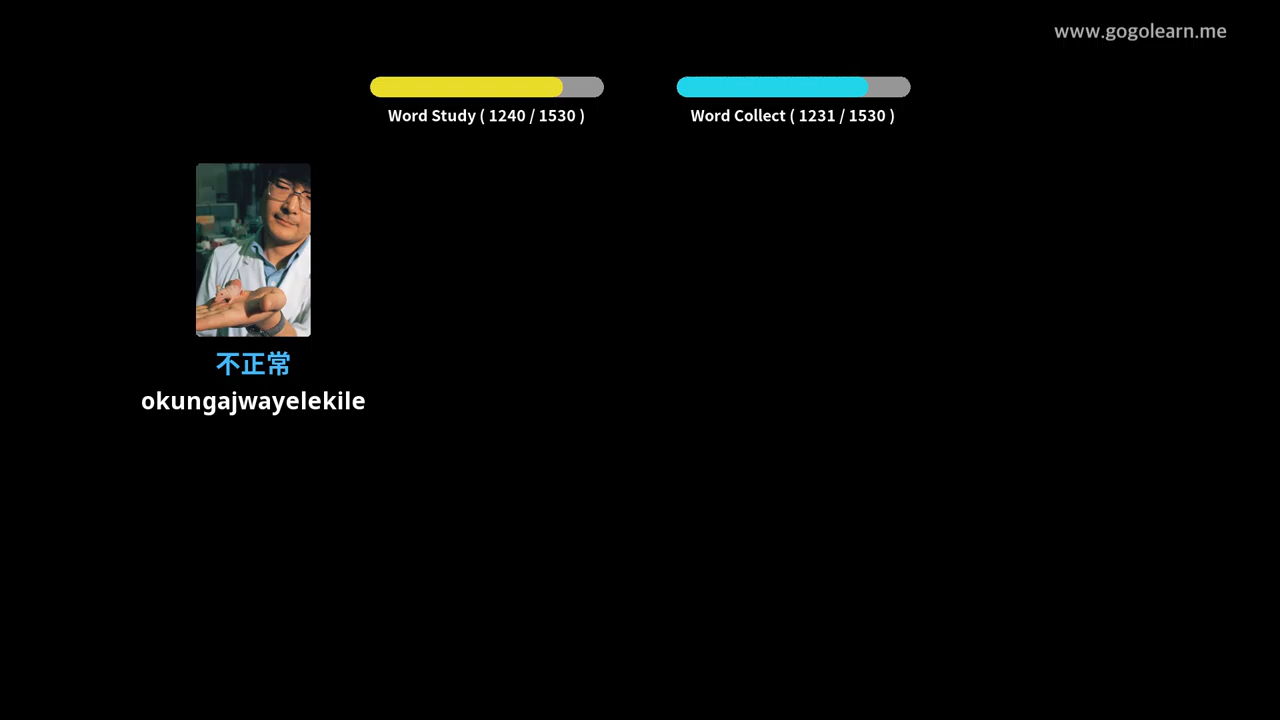 www.gogolearn.me
Word Study ( 1240 / 1530 )
Word Collect ( 1231 / 1530 )
不正常
okungajwayelekile